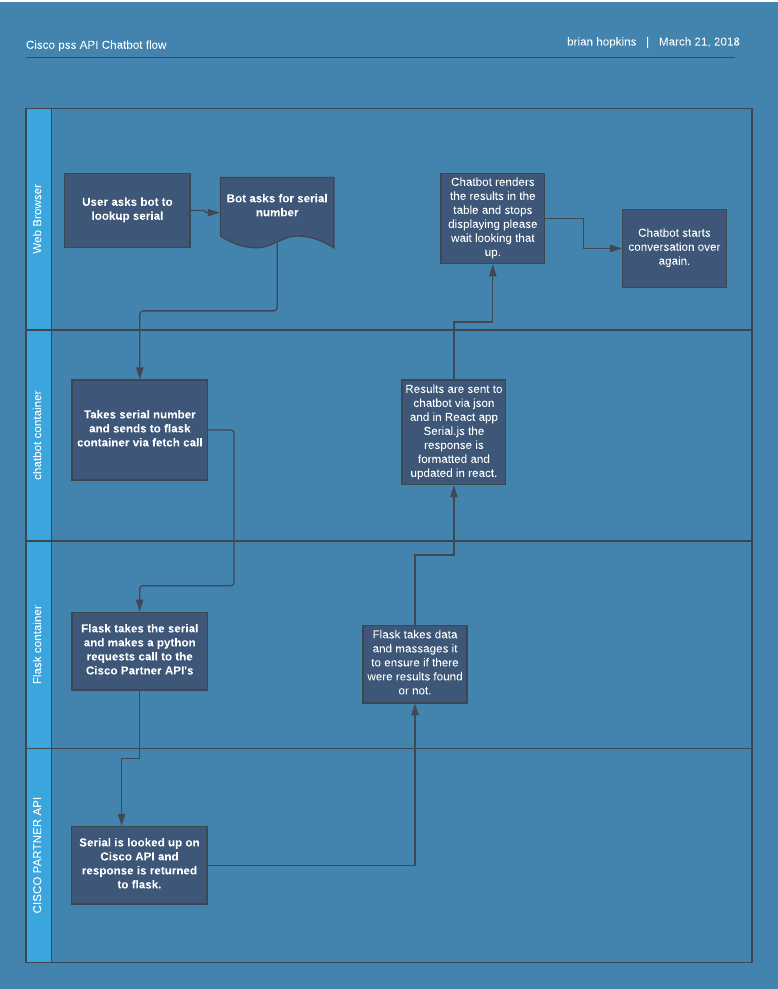 Cisco pss API Chatbot flow
brian hopkins | March 21, 2018
Web Browser
User asks bot to
lookup serial
Bot asks for serial
number
Chatbot renders
the results in the
table and stops
displaying please
wait looking that
up.
Chatbot starts
conversation over
again.
chatbot container
Takes serial number
and sends to flask
container via fetch call
Results are sent to
chatbot via json
and in React app
Serial.js the
response is
formatted and
updated in react.
Flask container
Flask takes the serial
and makes a python
requests call to the
Cisco Partner API's
Flask takes data
and massages it
to ensure if there
were results found
or not.
CISCO PARTNER API
Serial is looked up on
Cisco API and
response is returned
to flask.